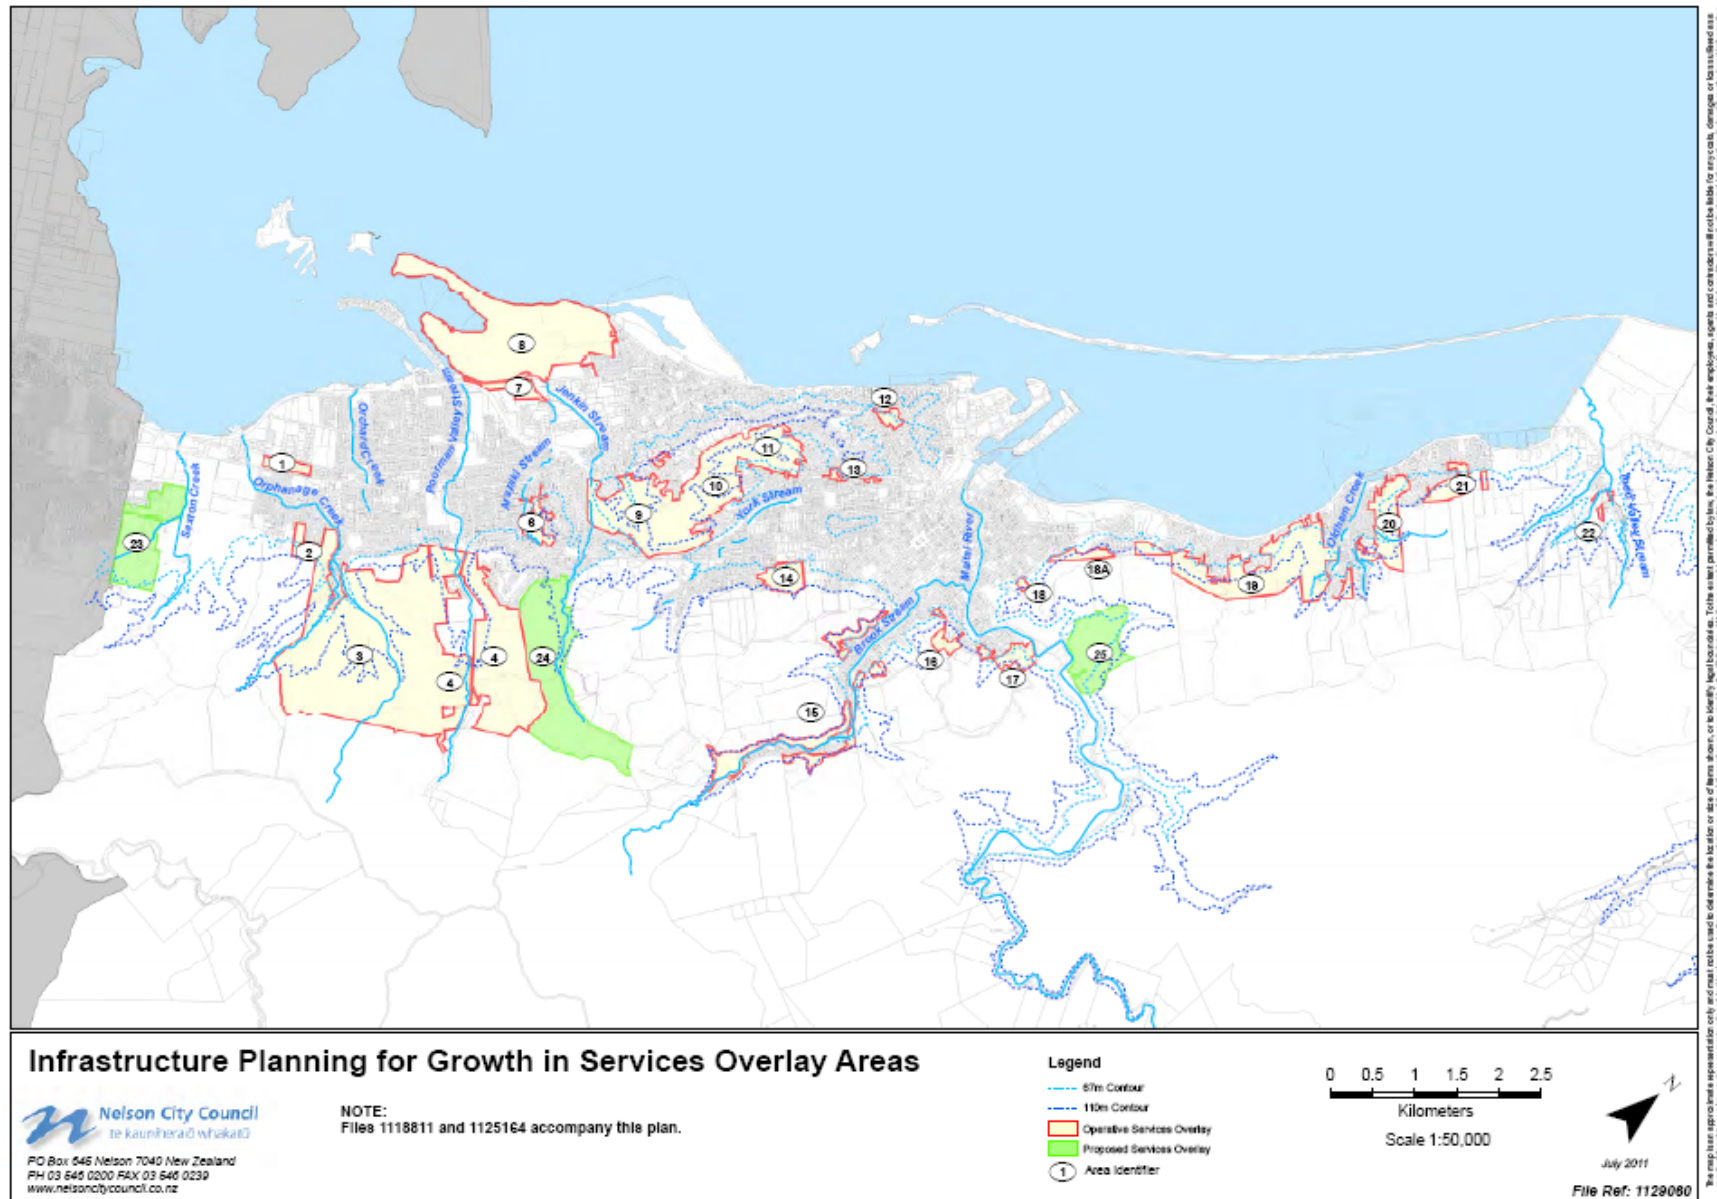 8
7
12
Jenkin Stream
Poorman Valley Stream
Orchard Creek
11
1
13
Arapiki Stream
Saxton Creek
Orphanage Creek
10
York Stream
9
6
21
20
Oldham Creek
22
23
2
Maitai River
14
18A
19
18
Brook Stream
3
4
24
16
25
17
4
15
Infrastructure Planning for Growth in Services Overlay Areas
Nelson City Council
te kaunihera o whakatū
PO Box 645 Nelson 7040 New Zealand
PH 03 546 0200 FAX 03 546 0239
www.nelsoncitycouncil.co.nz
NOTE:
Files 1118811 and 1125164 accompany this plan.
Legend
67m Contour
110m Contour
Operative Services Overlay
Proposed Services Overlay
1 Area Identifier
0 0.5 1 1.5 2 2.5
Kilometers
Scale 1:50,000
N
July 2011
File Ref: 1129080